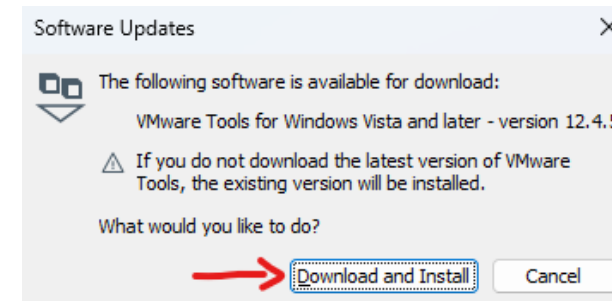 Software Updates
The following software is available for download:
VMware Tools for Windows Vista and later - version 12.4.5
If you do not download the latest version of VMware
Tools, the existing version will be installed.
What would you like to do?
Download and Install Cancel